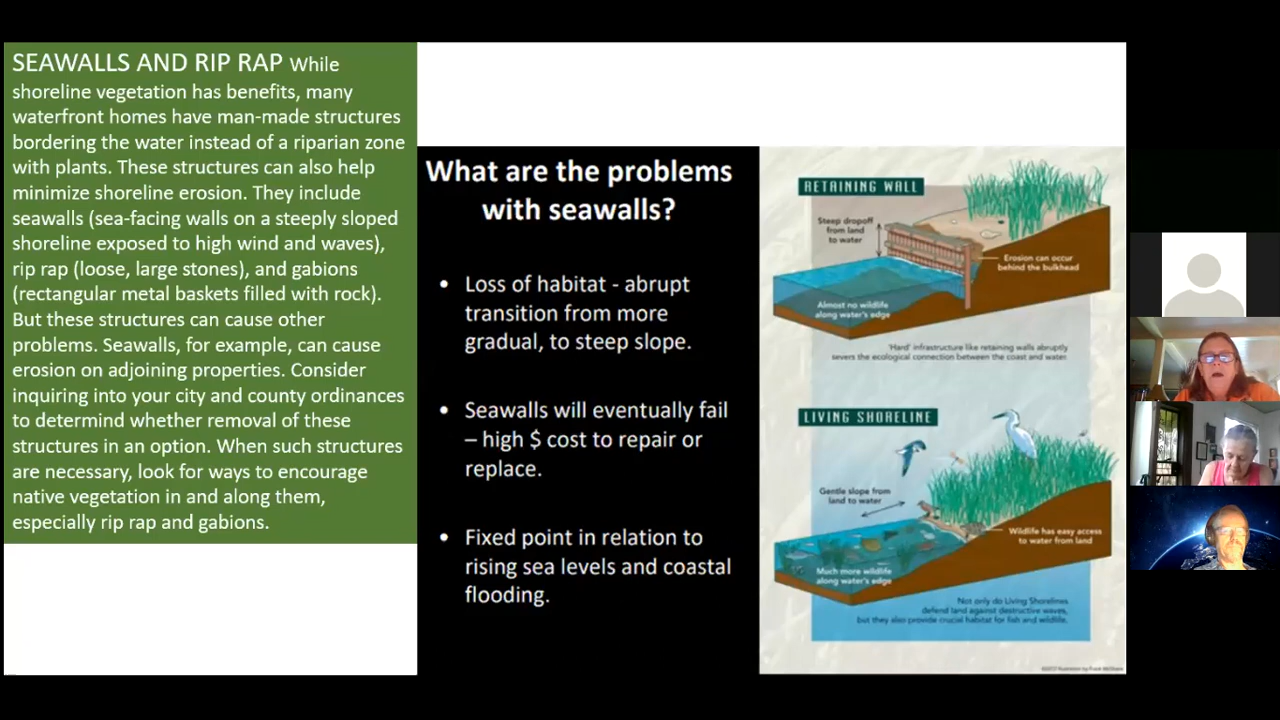 SEAWALLS AND RIP RAP While
shoreline vegetation has benefits, many
waterfront homes have man-made structures
bordering the water instead of a riparian zone
with plants. These structures can also help
minimize shoreline erosion. They include
seawalls (sea-facing walls on a steeply sloped
shoreline exposed to high wind and waves),
rip rap (loose, large stones), and gabions
(rectangular metal baskets filled with rock).
But these structures can cause other
problems. Seawalls, for example, can cause
erosion on adjoining properties. Consider
inquiring into your city and county ordinances
to determind whether removal of these
structures in an option. When such structures
are necessary, look for ways to encourage
native vegetation in and along them,
especially rip rap and gabions.
What are the problems
with seawalls?
• Loss of habitat - abrupt
transition from more
gradual, to steep slope.
• Seawalls will eventually fail
– high $ cost to repair or
replace.
• Fixed point in relation to
rising sea levels and coastal
flooding.
RETAINING WALL
Steep dropoff
from land
to water
Erosion can occur
behind the bulkhead
Almost no wildlife
along water's edge
'Hard' infrastructure like retaining walls abruptly
severs the ecological connection between the coast and water.
LIVING SHORELINE
Gentle slope from
land to water
Wildlife has easy access
to water from land
Much more wildlife
along water's edge
Not only do Living Shorelines
defend land against destructive waves,
but they also provide crucial habitat for fish and wildlife.